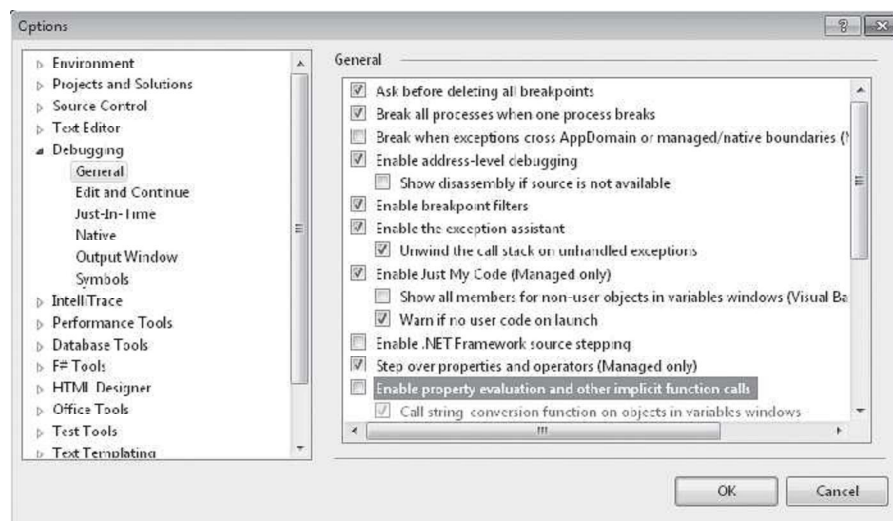 Options
Environment
Projects and Solutions
Source Control
Text Editor
Debugging
General
Edit and Continue
Just-In-Time
Native
Output Window
Symbols
IntelliTrace
Performance Tools
Database Tools
F# Tools
HTML Designer
Office Tools
Test Tools
Text Templating
General
Ask before deleting all breakpoints
Break all processes when one process breaks
Break when exceptions cross AppDomain or managed/native boundaries (
Enable address-level debugging
Show disassembly if source is not available
Enable breakpoint filters
Enable the exception assistant
Unwind the call stack on unhandled exceptions
Enable Just My Code (Managed only)
Show all members for non-user objects in variables windows (Visual Ba
Warn if no user code on launch
Enable .NET Framework source stepping
Step over properties and operators (Managed only)
Enable property evaluation and other implicit function calls
Call string conversion function on objects in variables windows
OK
Cancel